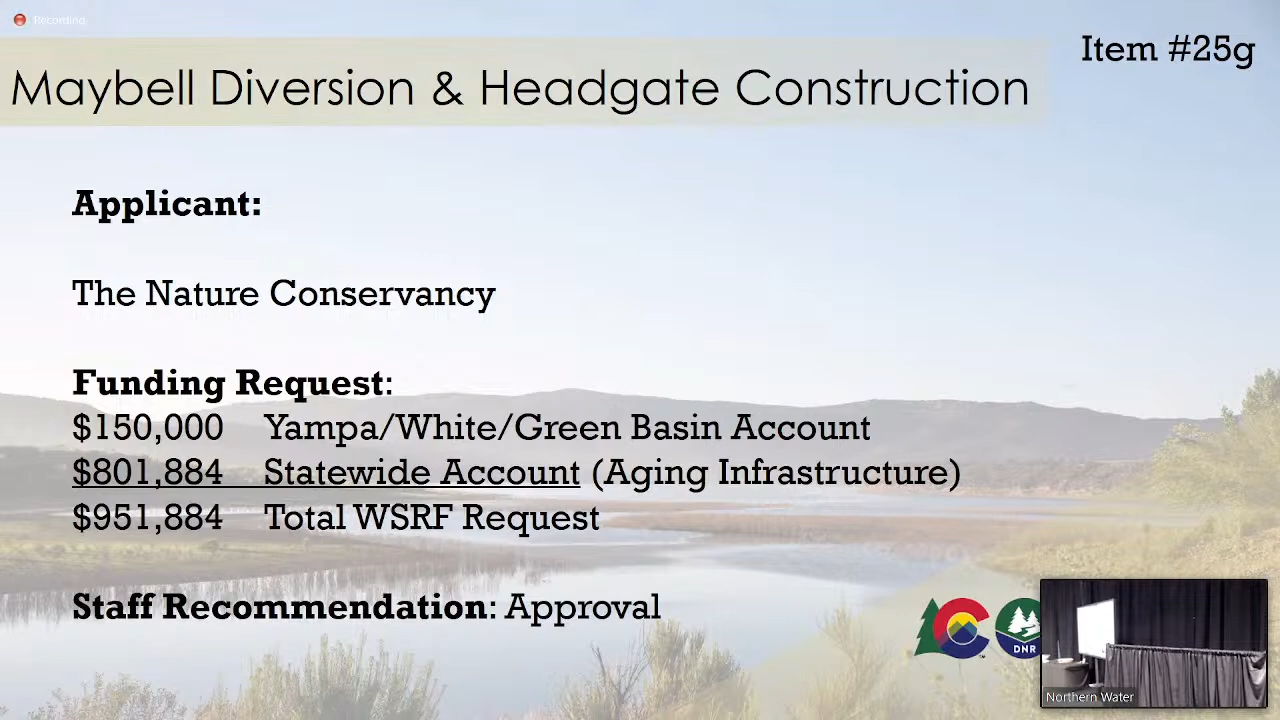 Recording
Item #25g
Maybell Diversion & Headgate Construction
Applicant:
The Nature Conservancy
Funding Request:
$150,000 Yampa/White/Green Basin Account
$801,884 Statewide Account (Aging Infrastructure)
$951,884 Total WSRF Request
Staff Recommendation: Approval
DNR
Northern Water